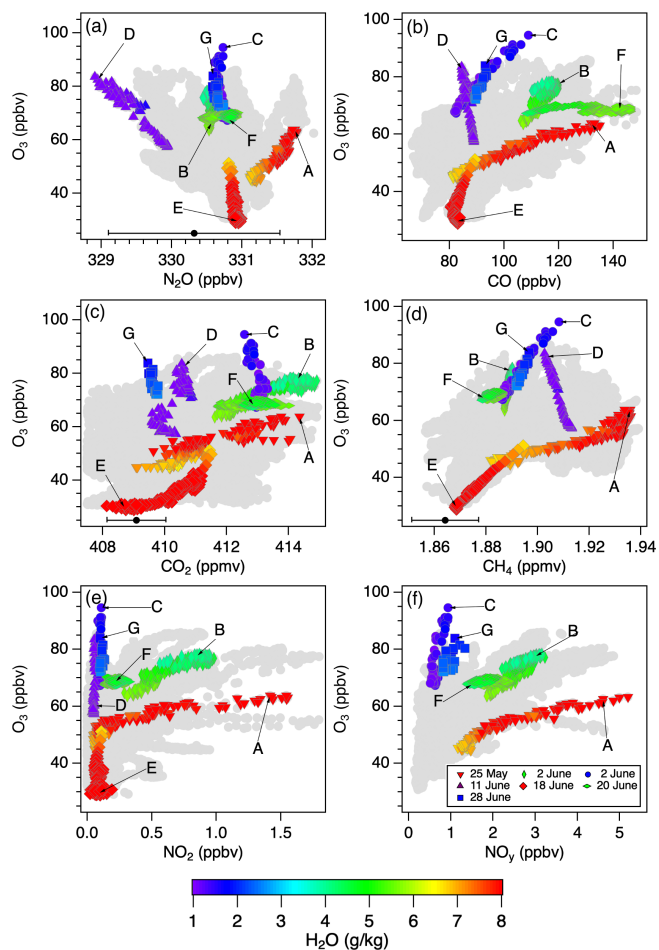 (a)
D
G
C
B
F
A
E
100
80
60
40
O3 (ppbv)
329
330
331
332
N2O (ppbv)
(b)
D
G
C
B
F
A
E
100
80
60
40
O3 (ppbv)
80
100
120
140
CO (ppbv)
(c)
G
D
C
B
F
A
E
100
80
60
40
O3 (ppbv)
408
410
412
414
CO2 (ppmv)
(d)
G
C
B
D
F
E
A
100
80
60
40
O3 (ppbv)
1.86
1.88
1.90
1.92
1.94
CH4 (ppmv)
(e)
C
G
B
F
D
A
E
100
80
60
40
O3 (ppbv)
0.0
0.5
1.0
1.5
NO2 (ppbv)
(f)
C
G
B
F
A
100
80
60
40
O3 (ppbv)
25 May 2 June 2 June
11 June 18 June 20 June
28 June
0
1
2
3
4
5
NOy (ppbv)
1 2 3 4 5 6 7 8
H2O (g/kg)